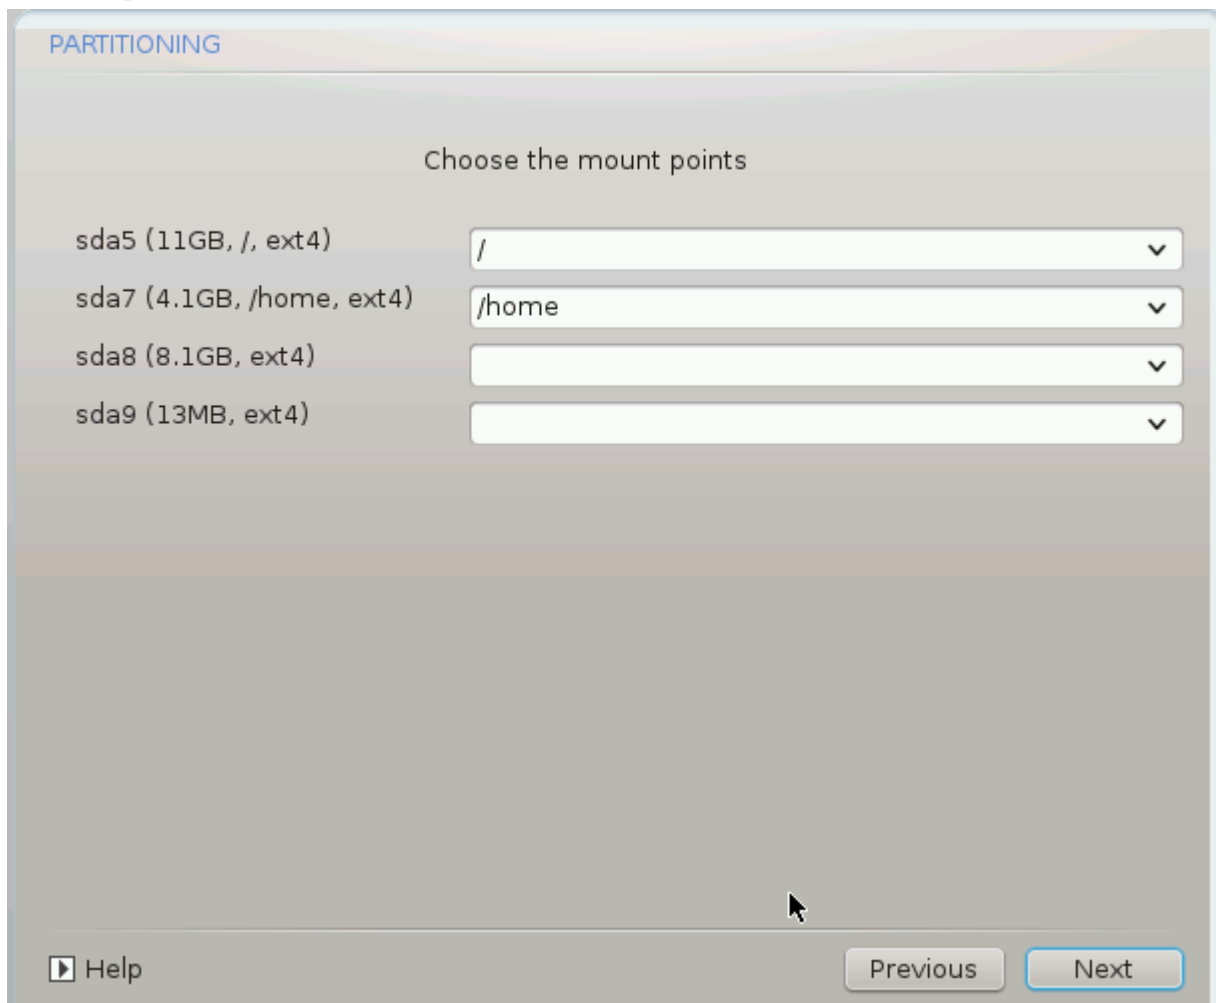 PARTITIONING
Choose the mount points
sda5 (11GB, /, ext4) /
sda7 (4.1GB, /home, ext4) /home
sda8 (8.1GB, ext4)
sda9 (13MB, ext4)
Help Previous Next